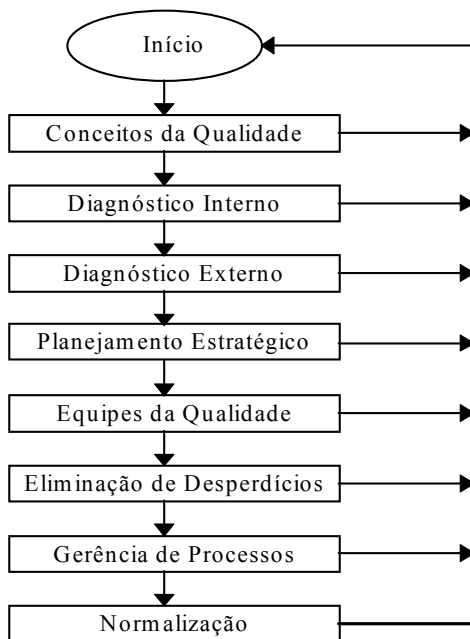 Início
Conceitos da Qualidade
Diagnóstico Interno
Diagnóstico Externo
Planejamento Estratégico
Equipes da Qualidade
Eliminação de Desperdícios
Gerência de Processos
Normalização